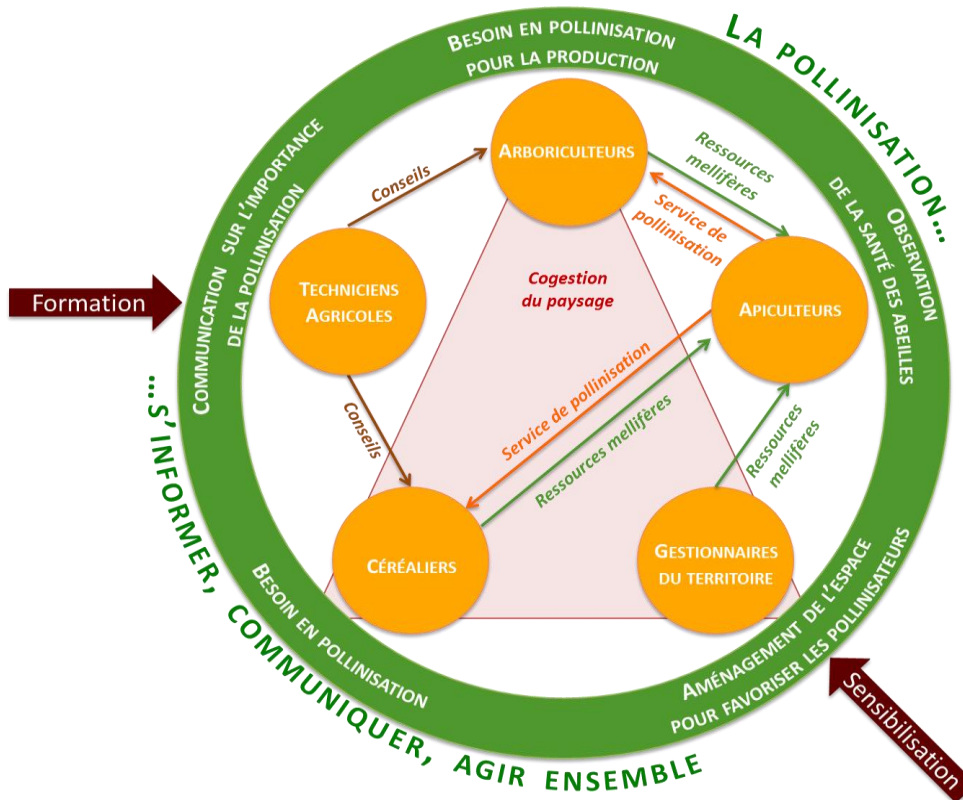 LA POLLINISATION...
BESOIN EN POLLINISATION
POUR LA PRODUCTION
COMMUNICATION SUR L'IMPORTANCE
DE LA POLLINISATION
OBSERVATION
DE LA SANTÉ DES ABEILLES
ARBORICULTEURS
Conseils
Ressources
mellifères
Service de
pollinisation
TECHNICIENS
AGRICOLES
Cogestion
du paysage
APICULTEURS
Formation
Conseils
Service de pollinisation
Ressources mellifères
Ressources
mellifères
CÉRÉALIERS
GESTIONNAIRES
DU TERRITOIRE
BESOIN EN POLLINISATION
AMÉNAGEMENT DE L'ESPACE
POUR FAVORISER LES POLLINISATEURS
Sensibilisation
...S'INFORMER, COMMUNIQUER, AGIR ENSEMBLE